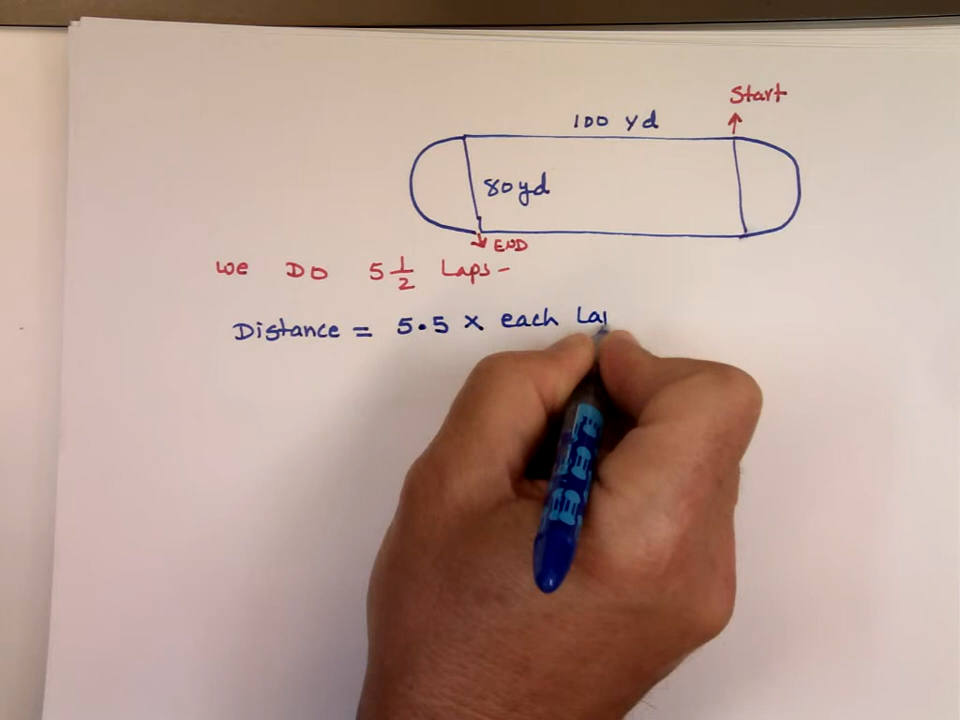 Start
100 yd
80yd
END
We DO 5 1/2 Laps-
Distance = 5.5 x each La